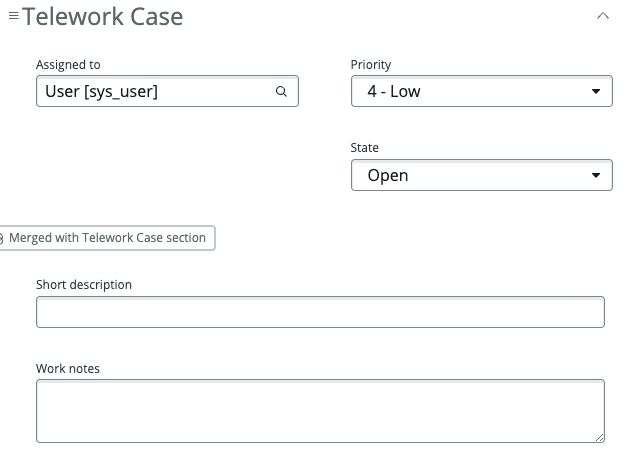 Telework Case
Assigned to
User [sys_user]
Priority
4 - Low
State
Open
Merged with Telework Case section
Short description
Work notes